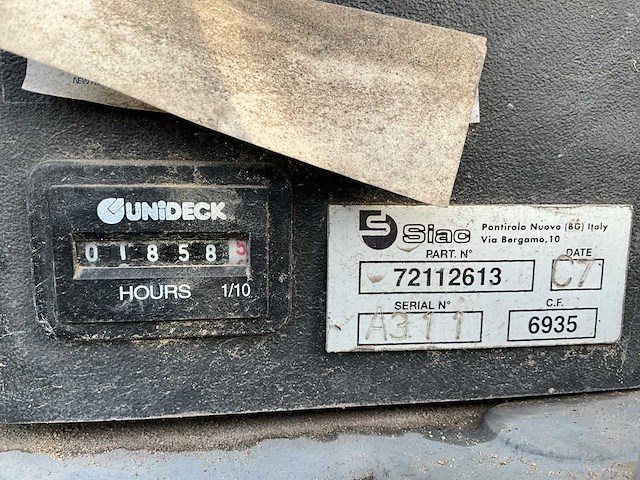 UNiDECK
01858
HOURS 1/10
Siac
Pontirolo Nuovo (BG) Italy
Via Bergamo,10
PART. N° DATE
72112613 C7
SERIAL N° C.F.
A311 6935